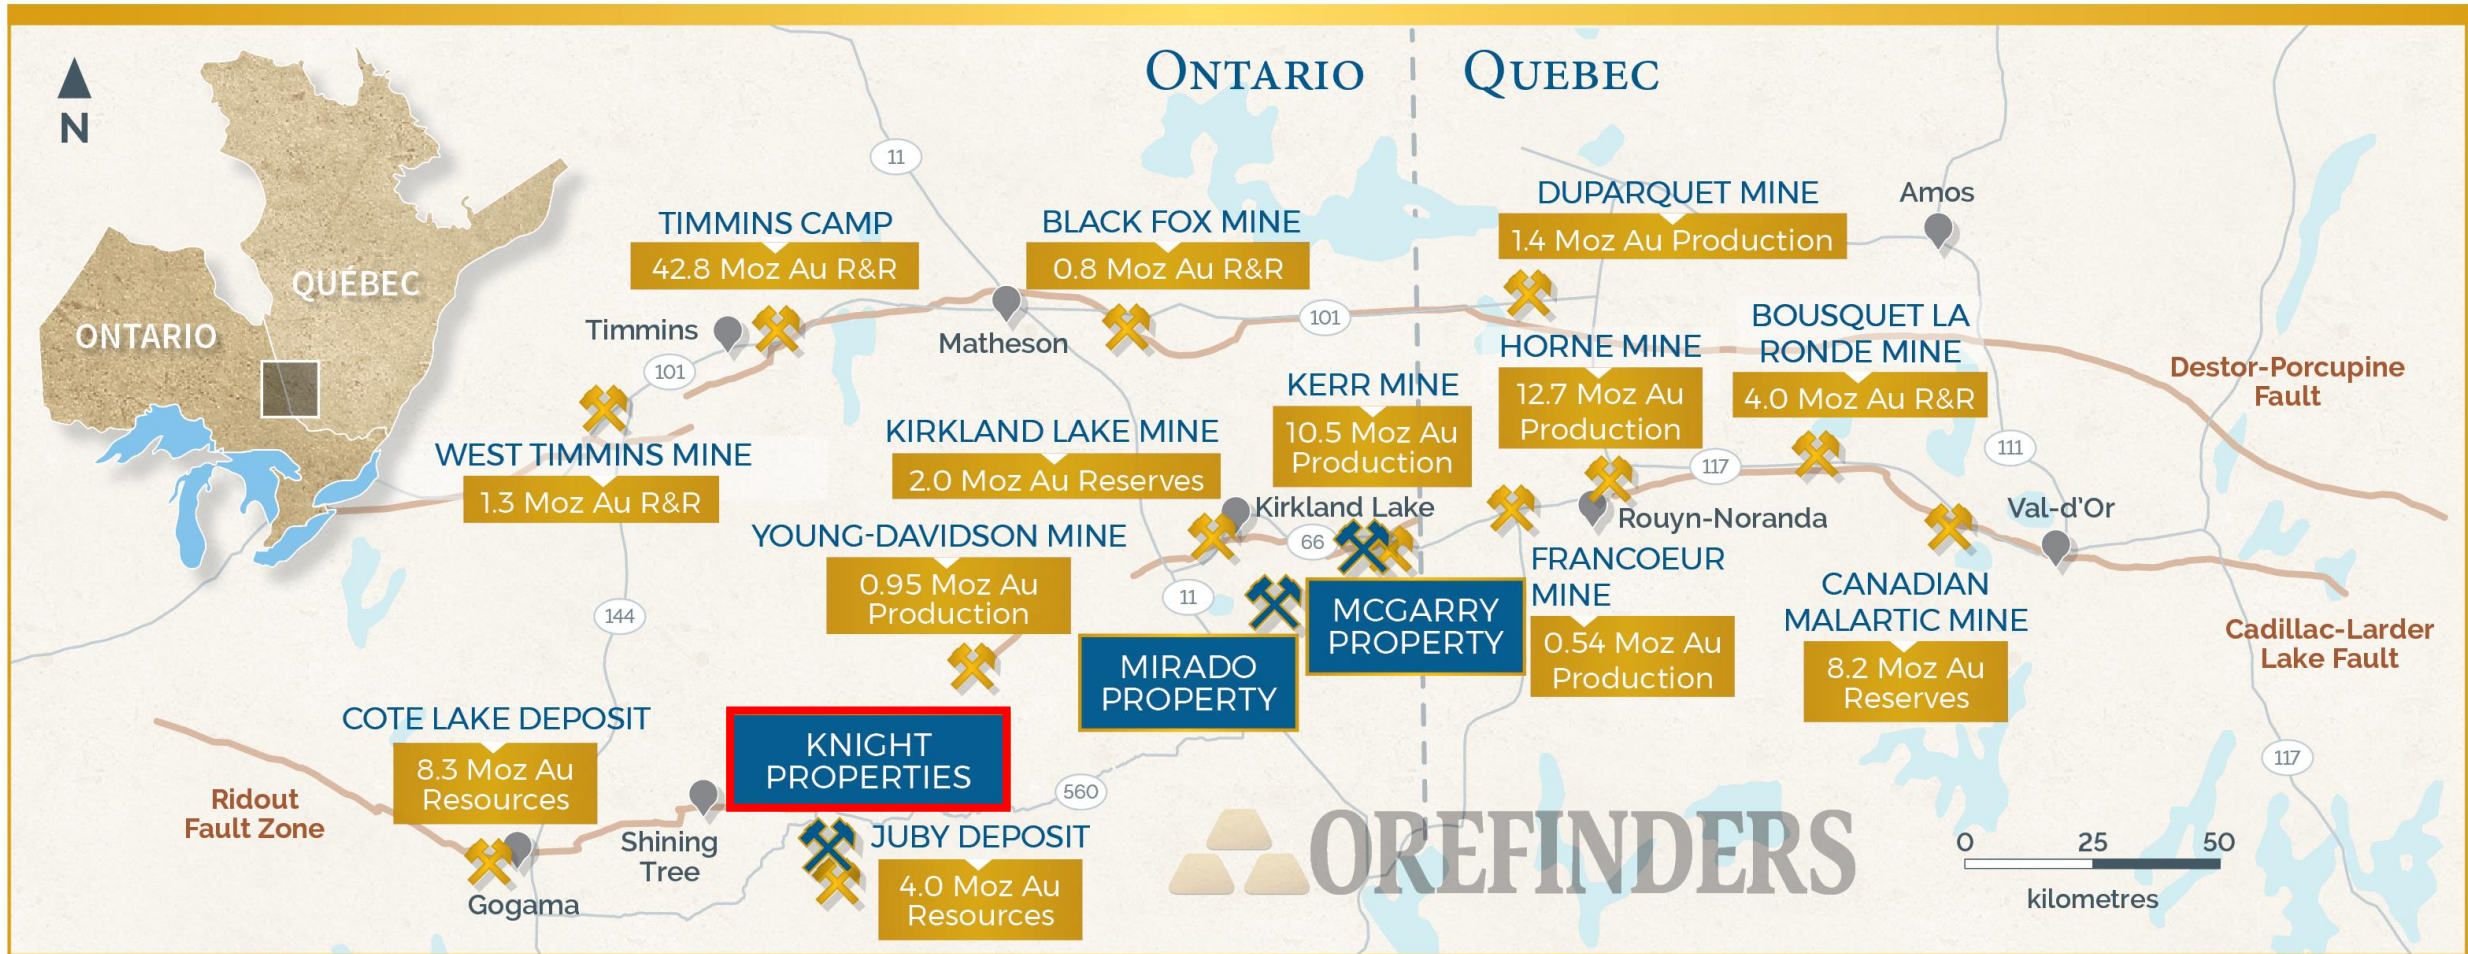 N
ONTARIO
QUEBEC
QUÉBEC
ONTARIO
11
TIMMINS CAMP
42.8 Moz Au R&R
BLACK FOX MINE
0.8 Moz Au R&R
DUPARQUET MINE
1.4 Moz Au Production
Amos
Timmins
101
Matheson
101
HORNE MINE
12.7 Moz Au
Production
BOUSQUET LA
RONDE MINE
4.0 Moz Au R&R
Destor-Porcupine
Fault
WEST TIMMINS MINE
1.3 Moz Au R&R
KIRKLAND LAKE MINE
2.0 Moz Au Reserves
KERR MINE
10.5 Moz Au
Production
117
111
Kirkland Lake
Rouyn-Noranda
Val-d'Or
YOUNG-DAVIDSON MINE
0.95 Moz Au
Production
66
11
144
MCGARRY
PROPERTY
FRANCOEUR
MINE
0.54 Moz Au
Production
CANADIAN
MALARTIC MINE
8.2 Moz Au
Reserves
Cadillac-Larder
Lake Fault
MIRADO
PROPERTY
COTE LAKE DEPOSIT
8.3 Moz Au
Resources
KNIGHT
PROPERTIES
560
117
Ridout
Fault Zone
Shining
Tree
Gogama
JUBY DEPOSIT
4.0 Moz Au
Resources
OREFINDERS
0 25 50
kilometres